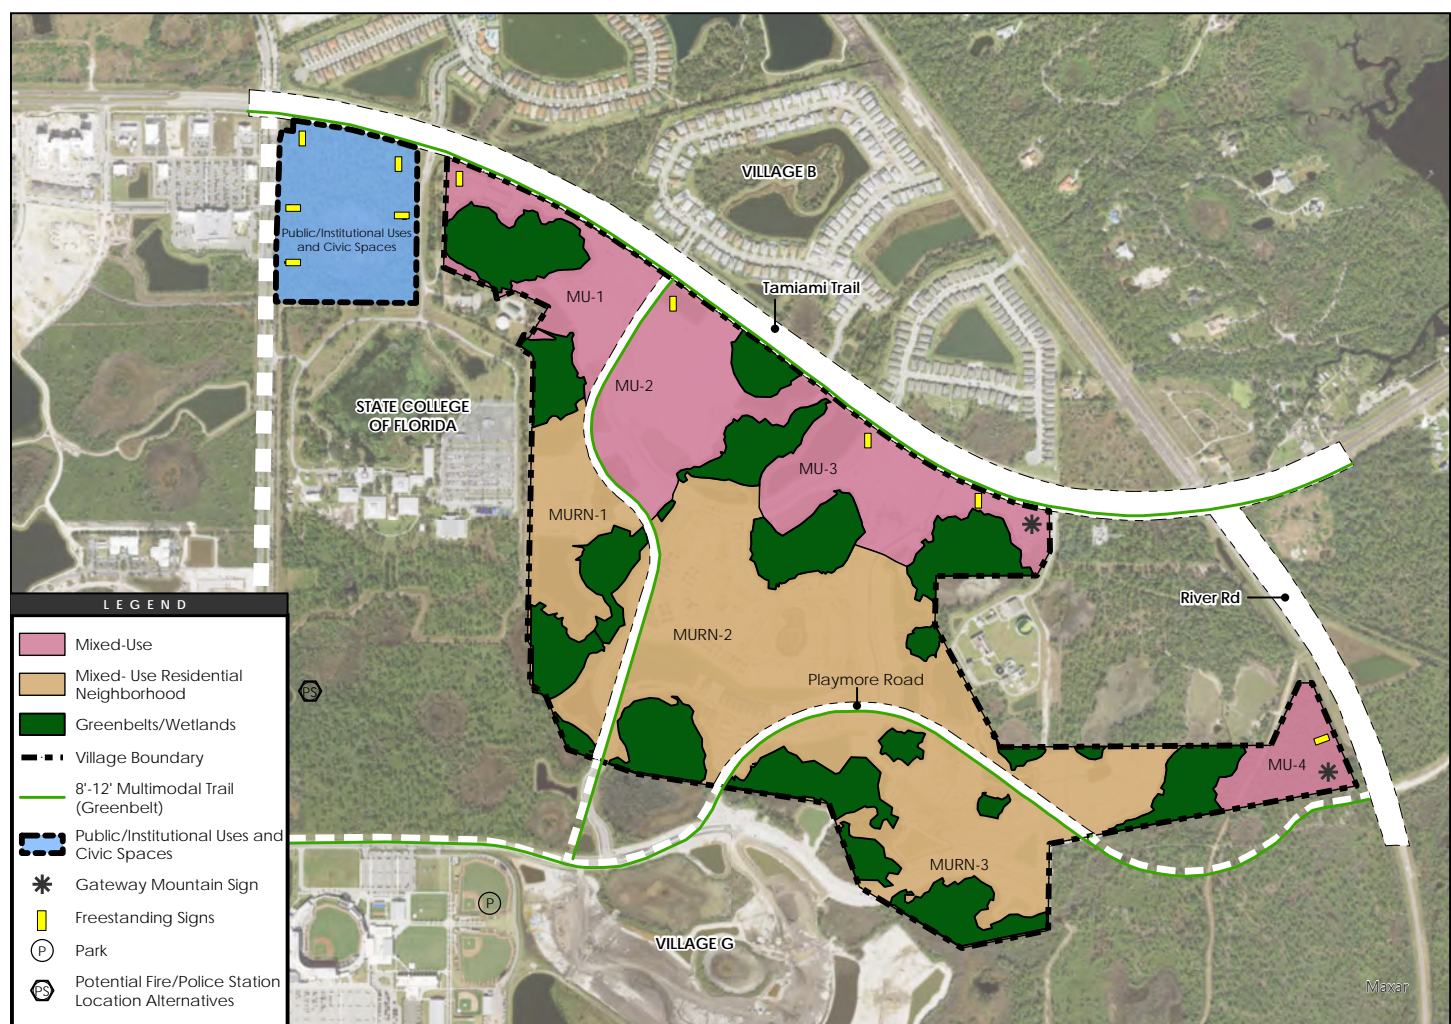 VILLAGE B
Public/Institutional Uses
and Civic Spaces
Tamiami Trail
MU-1
MU-2
STATE COLLEGE
OF FLORIDA
MU-3
MURN-1
River Rd
MURN-2
Playmore Road
MU-4
MURN-3
VILLAGE G
P
PS
Maxar
LEGEND
Mixed-Use
Mixed- Use Residential
Neighborhood
Greenbelts/Wetlands
Village Boundary
8'-12' Multimodal Trail
(Greenbelt)
Public/Institutional Uses and
Civic Spaces
Gateway Mountain Sign
Freestanding Signs
P
Park
PS
Potential Fire/Police Station
Location Alternatives